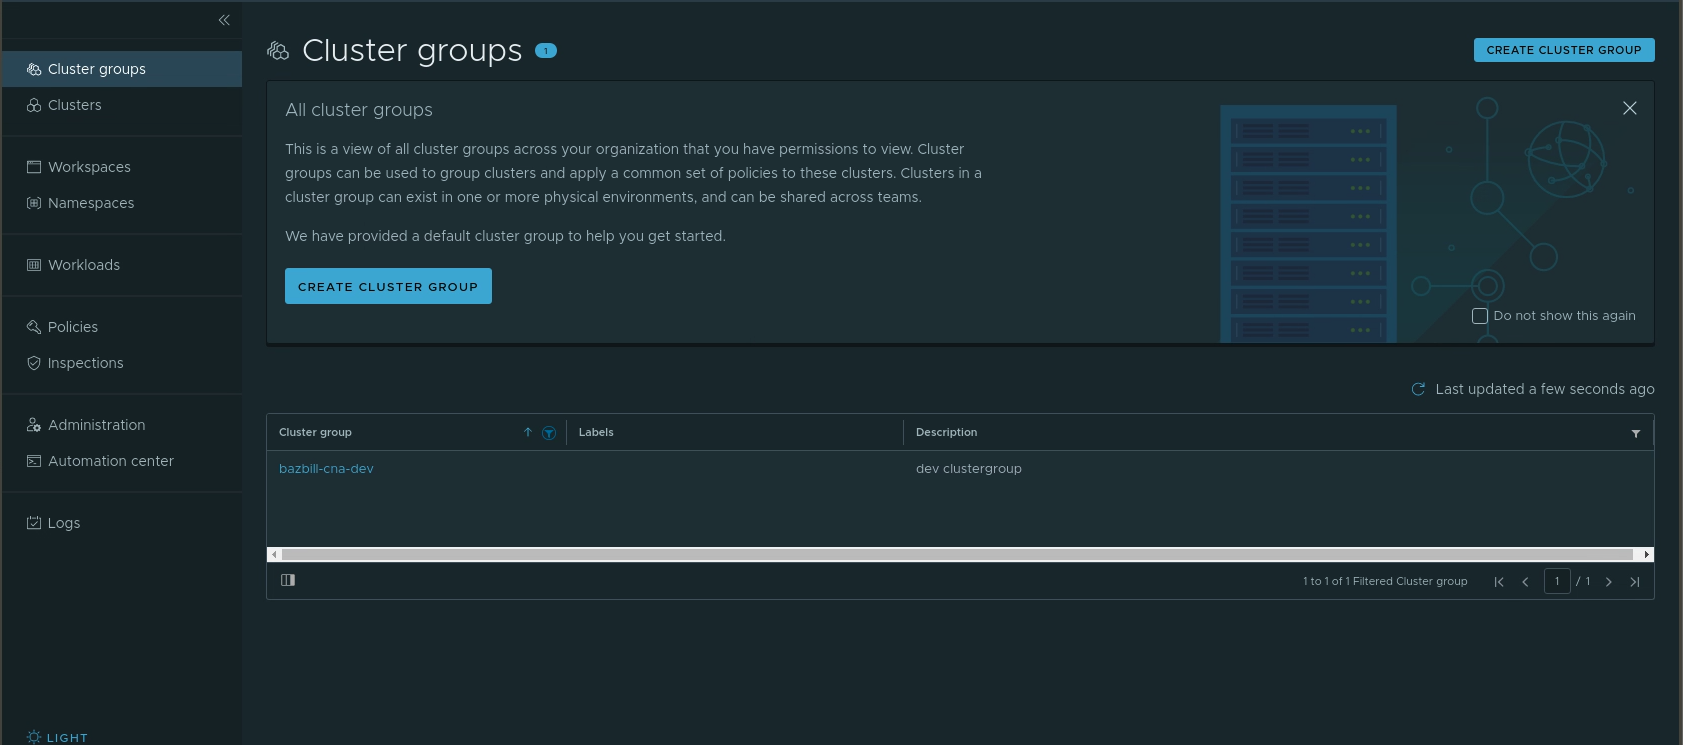 Cluster groups
Clusters
Workspaces
Namespaces
Workloads
Policies
Inspections
Administration
Automation center
Logs
LIGHT
Cluster groups 1
CREATE CLUSTER GROUP
All cluster groups
This is a view of all cluster groups across your organization that you have permissions to view. Cluster
groups can be used to group clusters and apply a common set of policies to these clusters. Clusters in a
cluster group can exist in one or more physical environments, and can be shared across teams.
We have provided a default cluster group to help you get started.
CREATE CLUSTER GROUP
Do not show this again
Last updated a few seconds ago
Cluster group Labels Description
bazbill-cna-dev dev clustergroup
1 to 1 of 1 Filtered Cluster group 1 / 1